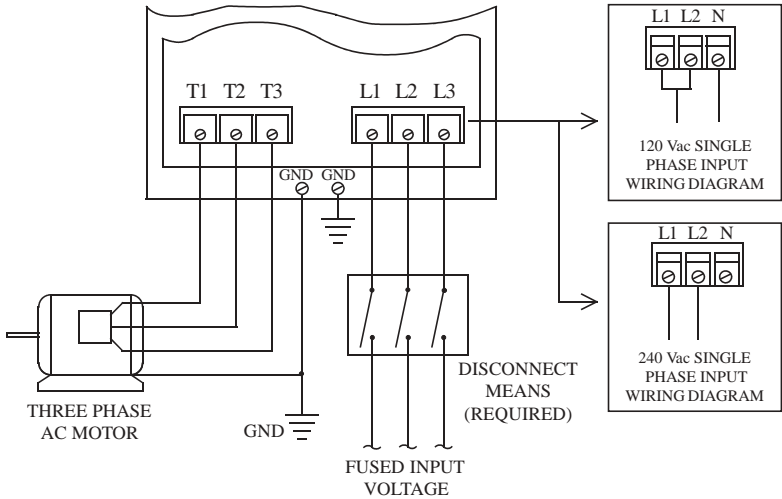 T1 T2 T3
L1 L2 L3
GND GND
THREE PHASE
AC MOTOR
GND
DISCONNECT
MEANS
(REQUIRED)
FUSED INPUT
VOLTAGE
L1 L2 N
120 Vac SINGLE
PHASE INPUT
WIRING DIAGRAM
L1 L2 N
240 Vac SINGLE
PHASE INPUT
WIRING DIAGRAM